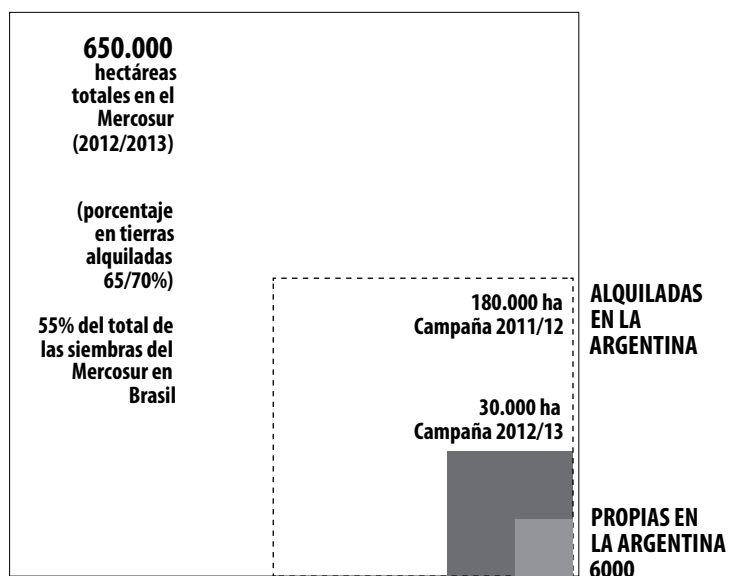 650.000
hectáreas
totales en el
Mercosur
(2012/2013)
(porcentaje
en tierras
alquiladas
65/70%)
55% del total de
las siembras del
Mercosur en
Brasil
180.000 ha
Campaña 2011/12
30.000 ha
Campaña 2012/13
ALQUILADAS
EN LA
ARGENTINA
PROPIAS EN
LA ARGENTINA
6000